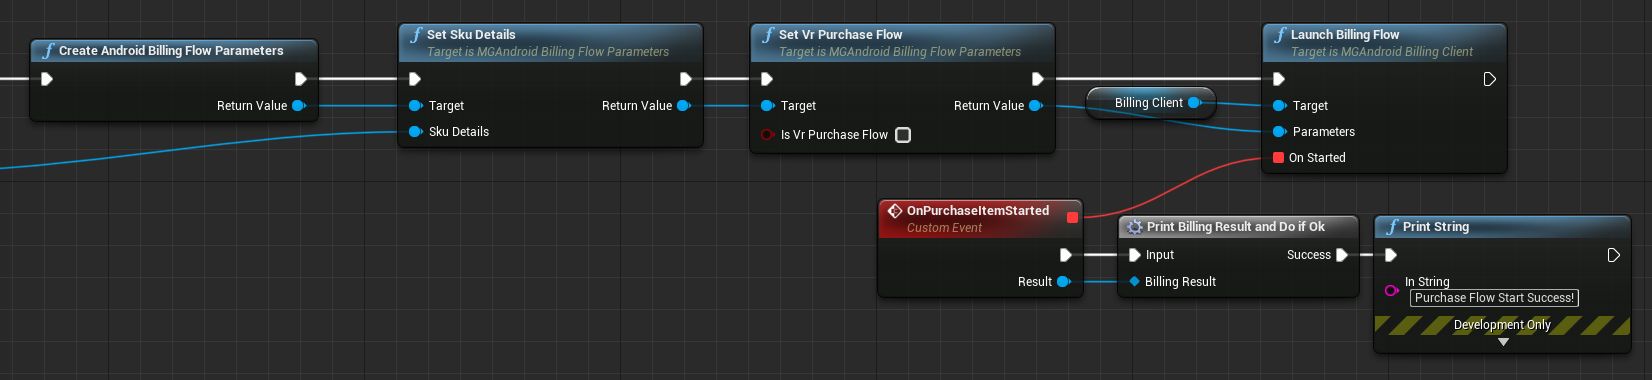 Create Android Billing Flow Parameters
Return Value
Set Sku Details
Target is MGAndroid Billing Flow Parameters
Target
Return Value
Sku Details
Set Vr Purchase Flow
Target is MGAndroid Billing Flow Parameters
Target
Return Value
Is Vr Purchase Flow
Billing Client
Launch Billing Flow
Target is MGAndroid Billing Client
Target
Parameters
On Started
OnPurchaseItemStarted
Custom Event
Result
Print Billing Result and Do if Ok
Input
Success
Billing Result
Print String
In String
Purchase Flow Start Success!
Development Only